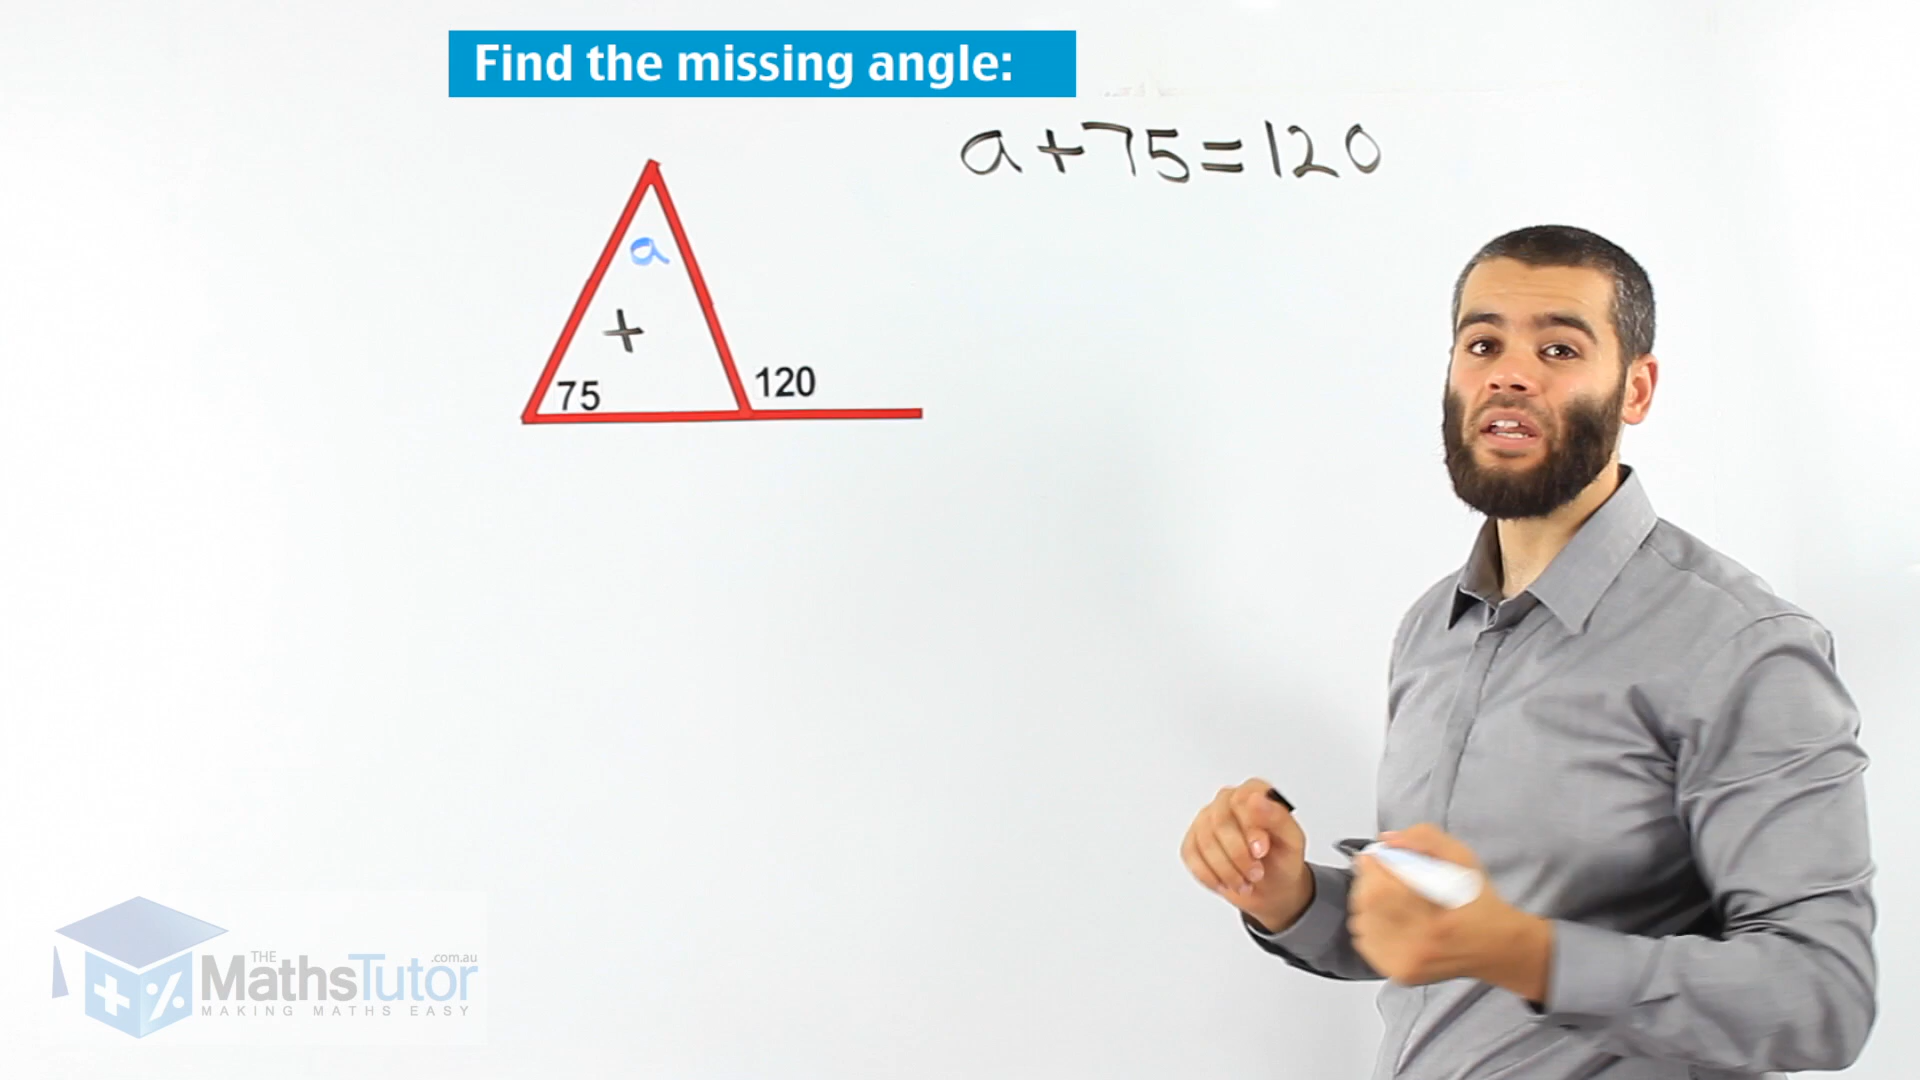 Find the missing angle:
a+75=120
a
+
75
120
THE
MathsTutor
.com.au
MAKING MATHS EASY